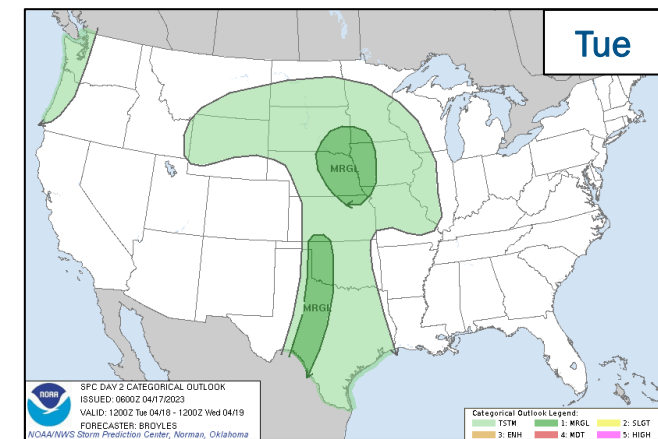 Tue
MRGL
MRGL
NOAA
SPC DAY 2 CATEGORICAL OUTLOOK
ISSUED: 0600Z 04/17/2023
VALID: 1200Z Tue 04/18 - 1200Z Wed 04/19
FORECASTER: BROYLES
NOAA/NWS Storm Prediction Center, Norman, Oklahoma
Categorical Outlook Legend:
TSTM 1: MRGL 2: SLGT
3: ENH 4: MDT 5: HIGH